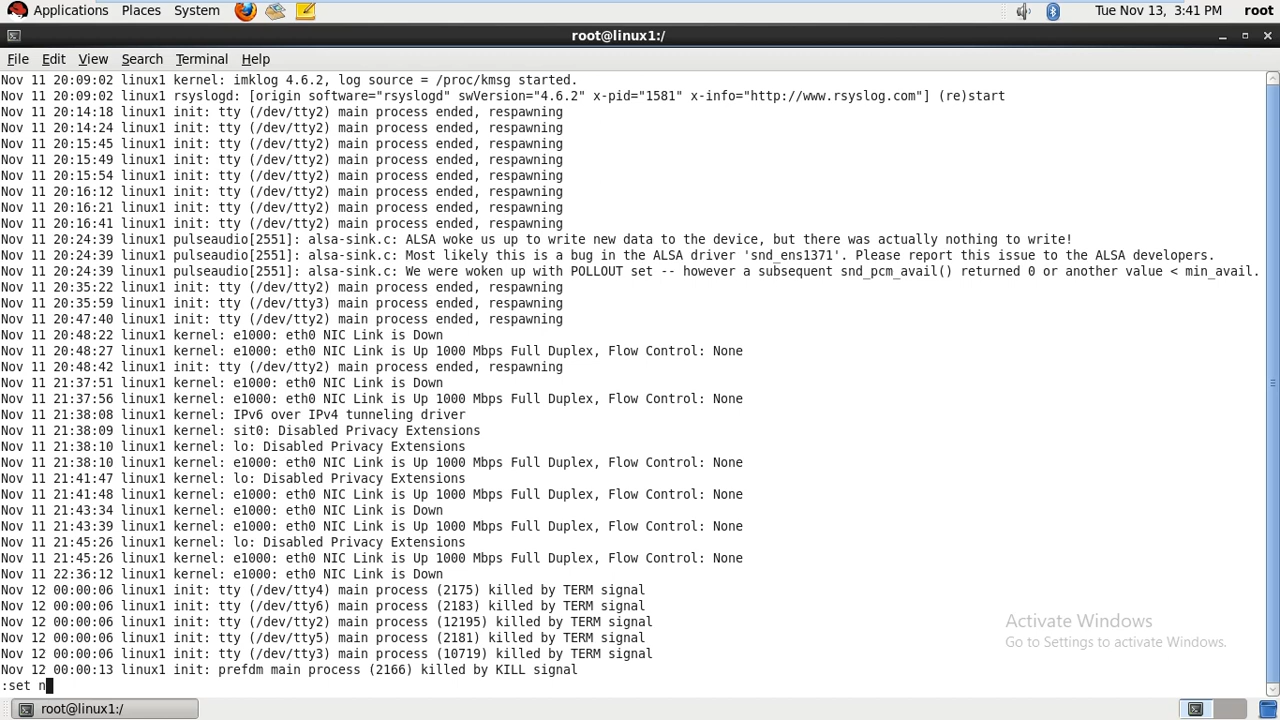 Applications Places System Tue Nov 13, 3:41 PM root
root@linux1:/
File Edit View Search Terminal Help
Nov 11 20:09:02 linux1 kernel: imklog 4.6.2, log source = /proc/kmsg started.
Nov 11 20:09:02 linux1 rsyslogd: [origin software="rsyslogd" swVersion="4.6.2" x-pid="1581" x-info="http://www.rsyslog.com"] (re)start
Nov 11 20:14:18 linux1 init: tty (/dev/tty2) main process ended, respawning
Nov 11 20:14:24 linux1 init: tty (/dev/tty2) main process ended, respawning
Nov 11 20:15:45 linux1 init: tty (/dev/tty2) main process ended, respawning
Nov 11 20:15:49 linux1 init: tty (/dev/tty2) main process ended, respawning
Nov 11 20:15:54 linux1 init: tty (/dev/tty2) main process ended, respawning
Nov 11 20:16:12 linux1 init: tty (/dev/tty2) main process ended, respawning
Nov 11 20:16:21 linux1 init: tty (/dev/tty2) main process ended, respawning
Nov 11 20:16:41 linux1 init: tty (/dev/tty2) main process ended, respawning
Nov 11 20:24:39 linux1 pulseaudio[2551]: alsa-sink.c: ALSA woke us up to write new data to the device, but there was actually nothing to write!
Nov 11 20:24:39 linux1 pulseaudio[2551]: alsa-sink.c: Most likely this is a bug in the ALSA driver 'snd_ens1371'. Please report this issue to the ALSA developers.
Nov 11 20:24:39 linux1 pulseaudio[2551]: alsa-sink.c: We were woken up with POLLOUT set -- however a subsequent snd_pcm_avail() returned 0 or another value < min_avail.
Nov 11 20:35:22 linux1 init: tty (/dev/tty2) main process ended, respawning
Nov 11 20:35:59 linux1 init: tty (/dev/tty3) main process ended, respawning
Nov 11 20:47:40 linux1 init: tty (/dev/tty2) main process ended, respawning
Nov 11 20:48:22 linux1 kernel: e1000: eth0 NIC Link is Down
Nov 11 20:48:27 linux1 kernel: e1000: eth0 NIC Link is Up 1000 Mbps Full Duplex, Flow Control: None
Nov 11 20:48:42 linux1 init: tty (/dev/tty2) main process ended, respawning
Nov 11 21:37:51 linux1 kernel: e1000: eth0 NIC Link is Down
Nov 11 21:37:56 linux1 kernel: e1000: eth0 NIC Link is Up 1000 Mbps Full Duplex, Flow Control: None
Nov 11 21:38:08 linux1 kernel: IPv6 over IPv4 tunneling driver
Nov 11 21:38:09 linux1 kernel: sit0: Disabled Privacy Extensions
Nov 11 21:38:10 linux1 kernel: lo: Disabled Privacy Extensions
Nov 11 21:38:10 linux1 kernel: e1000: eth0 NIC Link is Up 1000 Mbps Full Duplex, Flow Control: None
Nov 11 21:41:47 linux1 kernel: lo: Disabled Privacy Extensions
Nov 11 21:41:48 linux1 kernel: e1000: eth0 NIC Link is Up 1000 Mbps Full Duplex, Flow Control: None
Nov 11 21:43:34 linux1 kernel: e1000: eth0 NIC Link is Down
Nov 11 21:43:39 linux1 kernel: e1000: eth0 NIC Link is Up 1000 Mbps Full Duplex, Flow Control: None
Nov 11 21:45:26 linux1 kernel: lo: Disabled Privacy Extensions
Nov 11 21:45:26 linux1 kernel: e1000: eth0 NIC Link is Up 1000 Mbps Full Duplex, Flow Control: None
Nov 11 22:36:12 linux1 kernel: e1000: eth0 NIC Link is Down
Nov 12 00:00:06 linux1 init: tty (/dev/tty4) main process (2175) killed by TERM signal
Nov 12 00:00:06 linux1 init: tty (/dev/tty6) main process (2183) killed by TERM signal
Nov 12 00:00:06 linux1 init: tty (/dev/tty2) main process (12195) killed by TERM signal
Nov 12 00:00:06 linux1 init: tty (/dev/tty5) main process (2181) killed by TERM signal
Nov 12 00:00:06 linux1 init: tty (/dev/tty3) main process (10719) killed by TERM signal
Nov 12 00:00:13 linux1 init: prefdm main process (2166) killed by KILL signal
:set n
Activate Windows
Go to Settings to activate Windows.
root@linux1:/